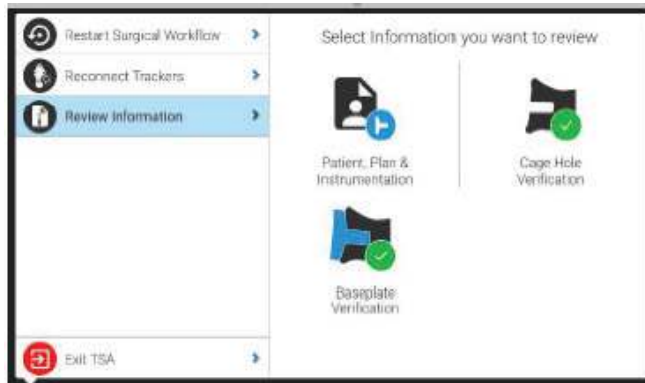 Restart Surgical Workflow
Reconnect Trackers
Review Information
Exit TSA
Select Information you want to review
Patient, Plan &
Instrumentation
Cage Hole
Verification
Baseplate
Verification